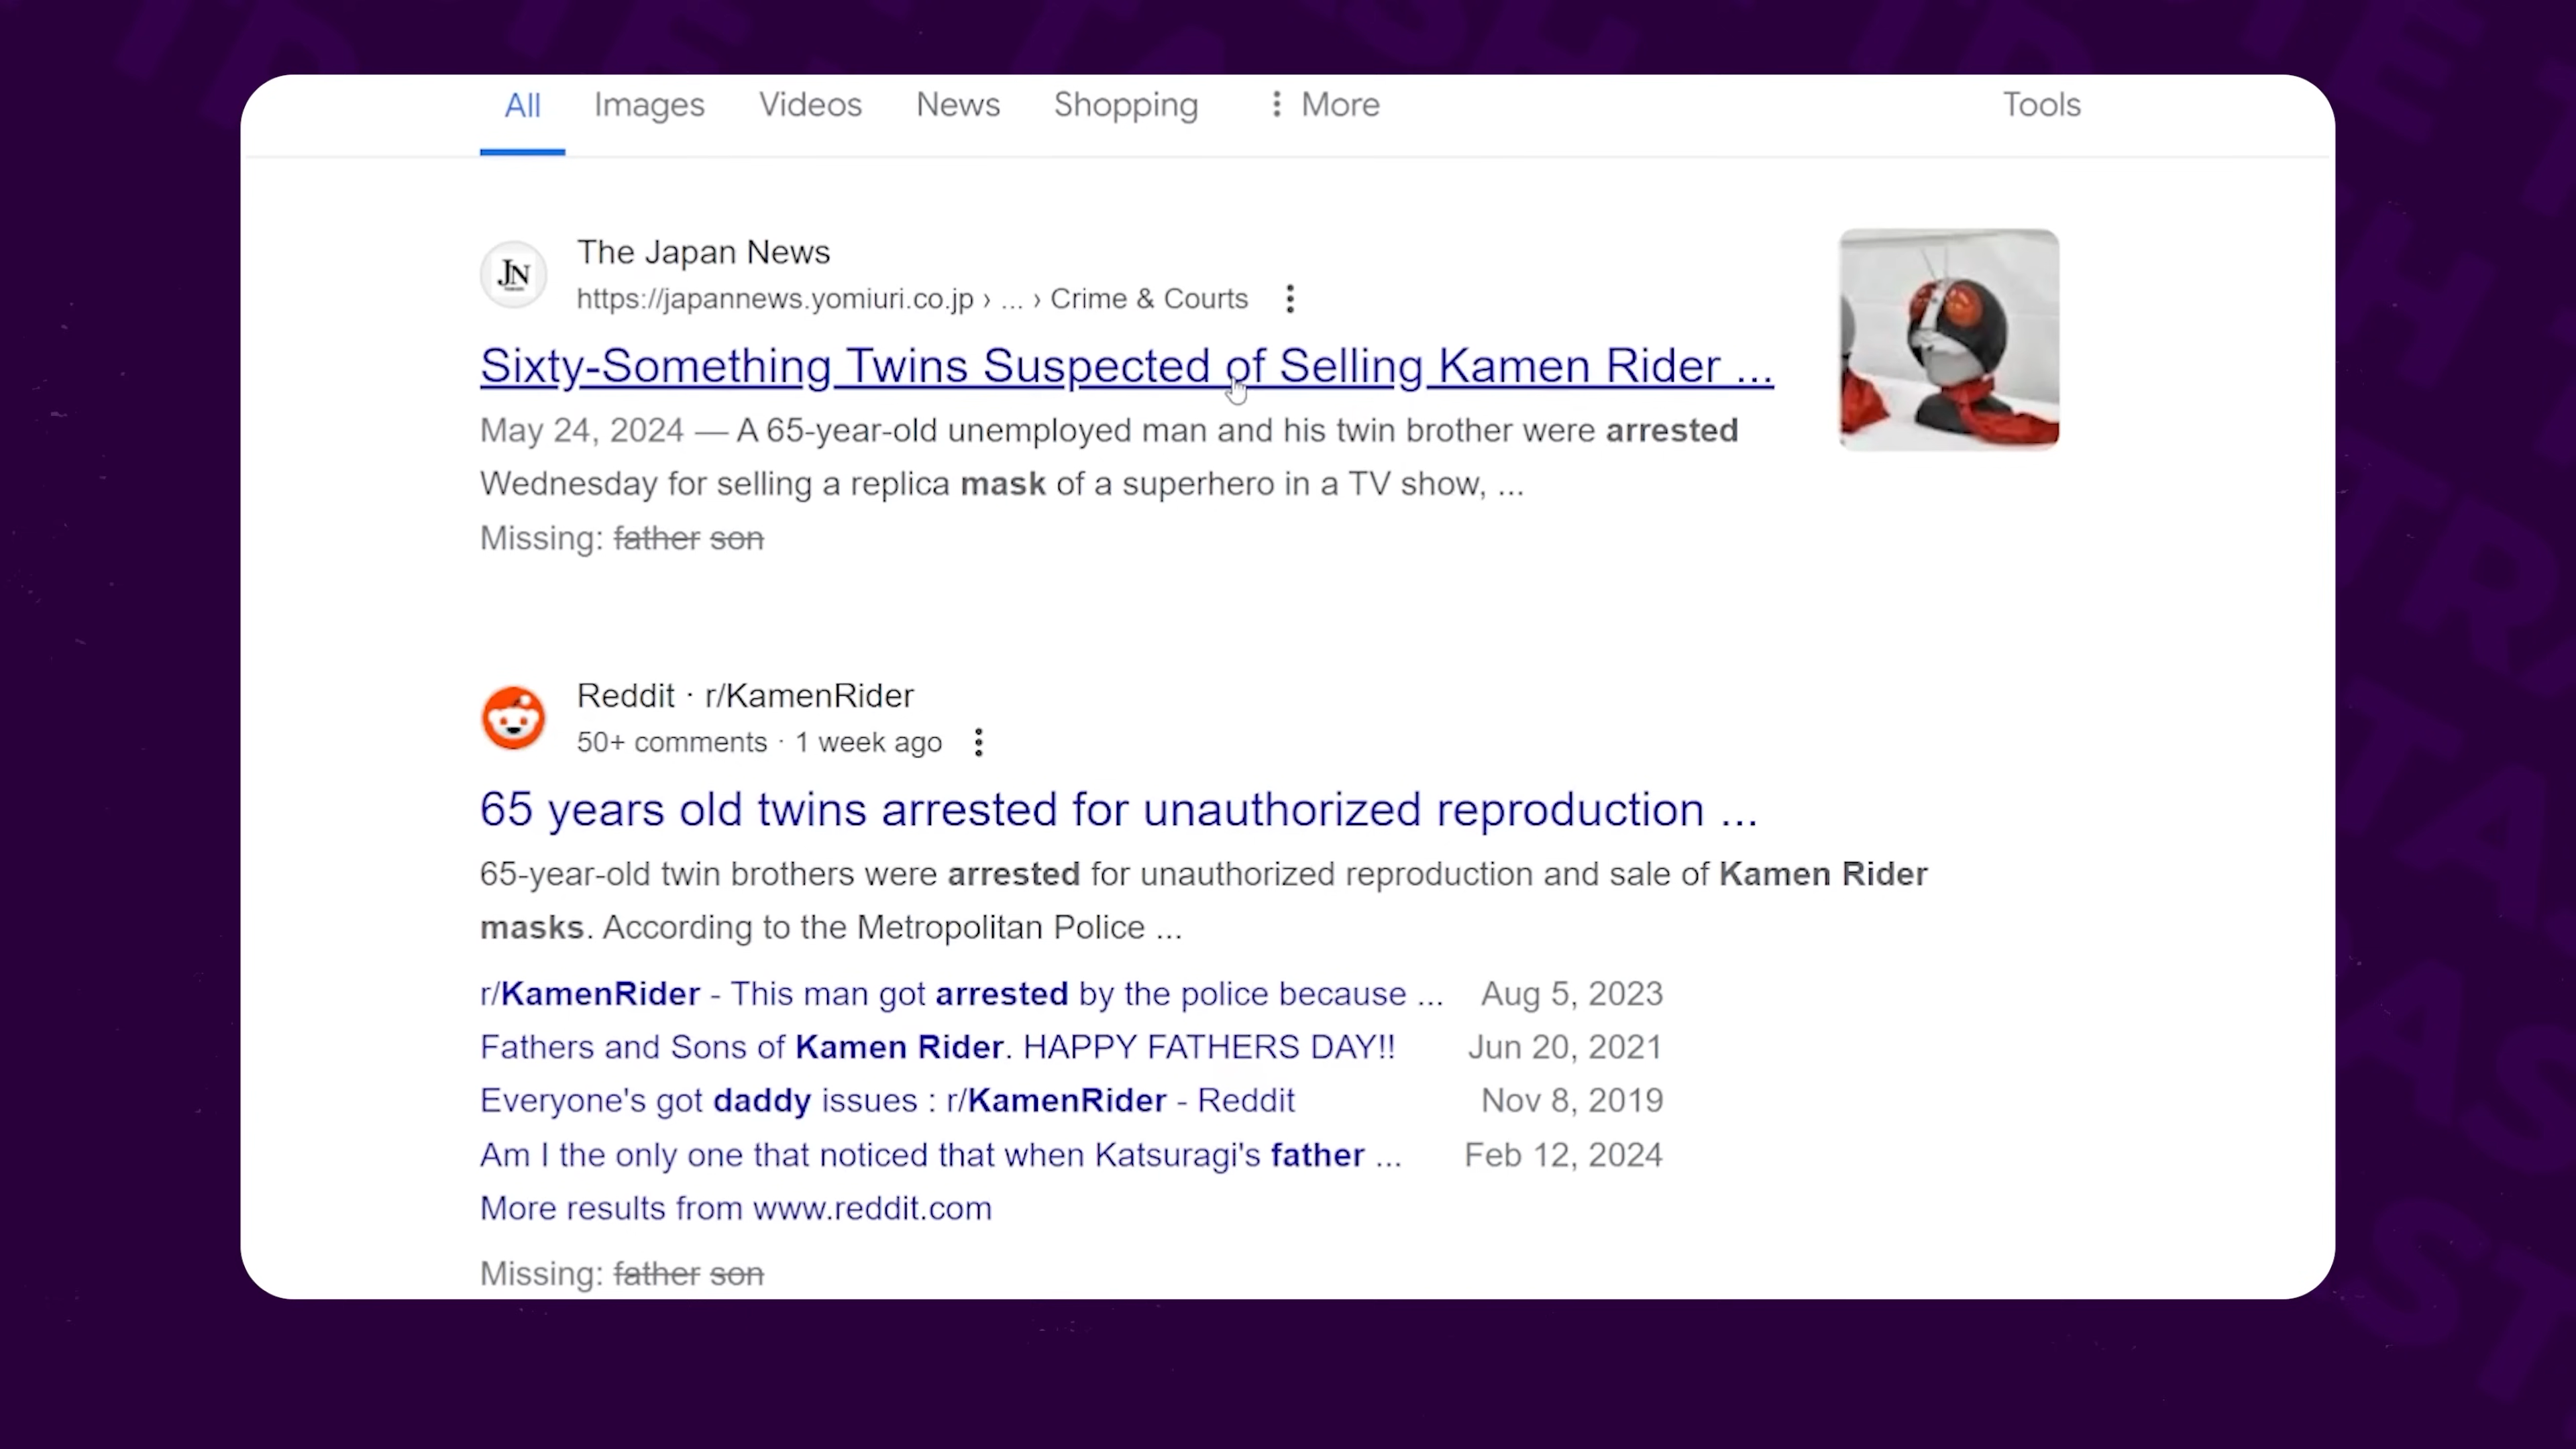 All Images Videos News Shopping More Tools
JN The Japan News
https://japannews.yomiuri.co.jp › ... › Crime & Courts
Sixty-Something Twins Suspected of Selling Kamen Rider ...
May 24, 2024 — A 65-year-old unemployed man and his twin brother were arrested
Wednesday for selling a replica mask of a superhero in a TV show, ...
Missing: father son
Reddit · r/KamenRider
50+ comments · 1 week ago
65 years old twins arrested for unauthorized reproduction ...
65-year-old twin brothers were arrested for unauthorized reproduction and sale of Kamen Rider
masks. According to the Metropolitan Police ...
r/KamenRider - This man got arrested by the police because ... Aug 5, 2023
Fathers and Sons of Kamen Rider. HAPPY FATHERS DAY!! Jun 20, 2021
Everyone's got daddy issues : r/KamenRider - Reddit Nov 8, 2019
Am I the only one that noticed that when Katsuragi's father ... Feb 12, 2024
More results from www.reddit.com
Missing: father son